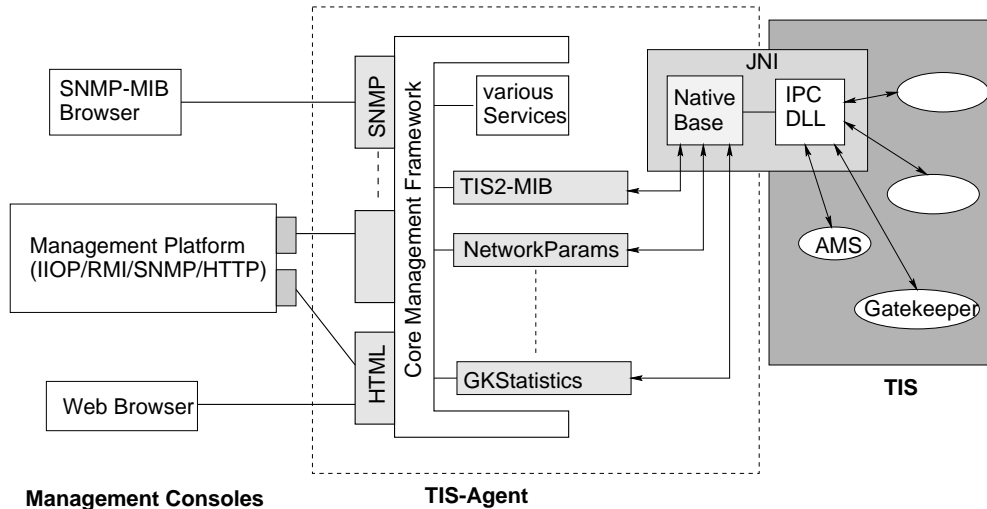 SNMP-MIB
Browser
Management Platform
(IIOP/RMI/SNMP/HTTP)
Web Browser
Management Consoles
SNMP
HTML
Core Management Framework
various
Services
TIS2-MIB
NetworkParams
GKStatistics
TIS-Agent
JNI
Native
Base
IPC
DLL
AMS
Gatekeeper
TIS